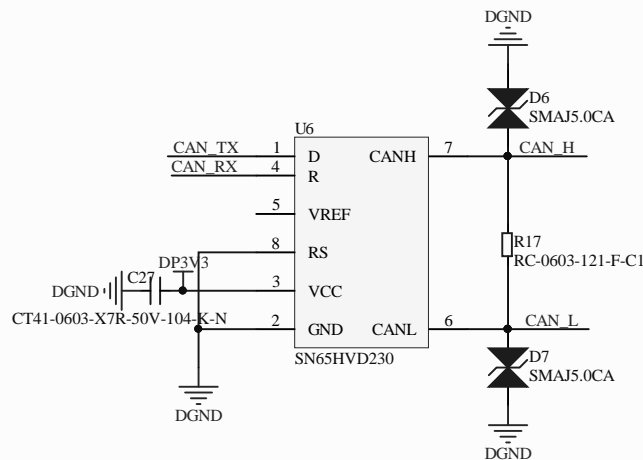 DGND
D6
SMAJ5.0CA
U6
CAN_TX 1 D CANH 7 CAN_H
CAN_RX 4 R
5 VREF
R17
RC-0603-121-F-C1
8 RS
C27 DP3V3
DGND 3 VCC
CT41-0603-X7R-50V-104-K-N
2 GND CANL 6 CAN_L
SN65HVD230
D7
SMAJ5.0CA
DGND
DGND